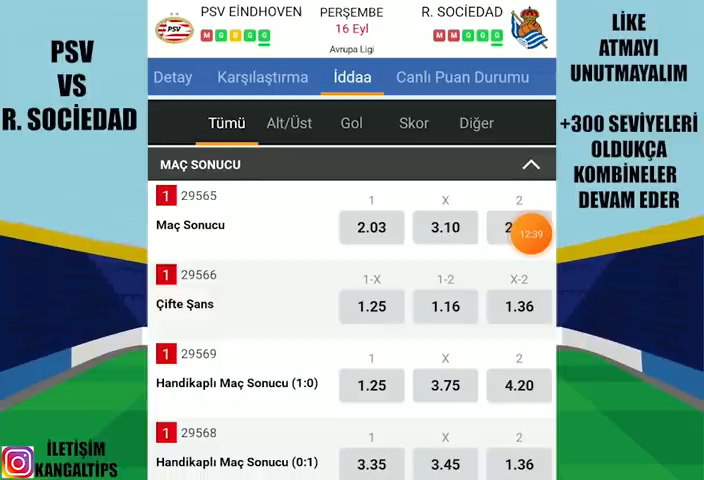 PSV
VS
R. SOCİEDAD
PSV
PSV EİNDHOVEN
M G B G G
PERŞEMBE
16 Eyl
Avrupa Ligi
R. SOCİEDAD
M M G G G
Detay Karşılaştırma İddaa Canlı Puan Durumu
Tümü Alt/Üst Gol Skor Diğer
MAÇ SONUCU
1 29565 1 X 2
Maç Sonucu 2.03 3.10
12:39
1 29566 1-X 1-2 X-2
Çifte Şans 1.25 1.16 1.36
1 29569 1 X 2
Handikaplı Maç Sonucu (1:0) 1.25 3.75 4.20
1 29568 1 X 2
Handikaplı Maç Sonucu (0:1) 3.35 3.45 1.36
LİKE
ATMAYI
UNUTMAYALIM
+300 SEVİYELERİ
OLDUKÇA
KOMBİNELER
DEVAM EDER
İLETİŞİM
KANGALTİPS